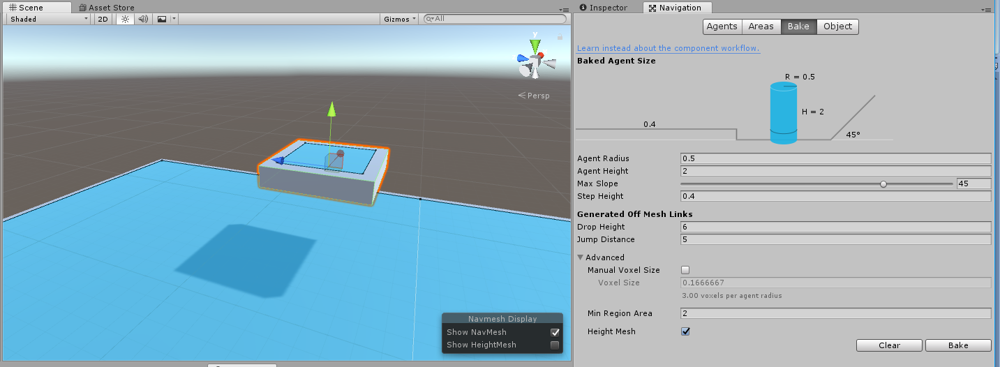 Scene
Asset Store
Shaded
2D
Gizmos
All
y
Persp
Navmesh Display
Show NavMesh
Show HeightMesh
Inspector
Navigation
Agents
Areas
Bake
Object
Learn instead about the component workflow.
Baked Agent Size
R = 0.5
H = 2
0.4
45°
Agent Radius 0.5
Agent Height 2
Max Slope 45
Step Height 0.4
Generated Off Mesh Links
Drop Height 6
Jump Distance 5
Advanced
Manual Voxel Size
Voxel Size 0.1666667
3.00 voxels per agent radius
Min Region Area 2
Height Mesh
Clear
Bake